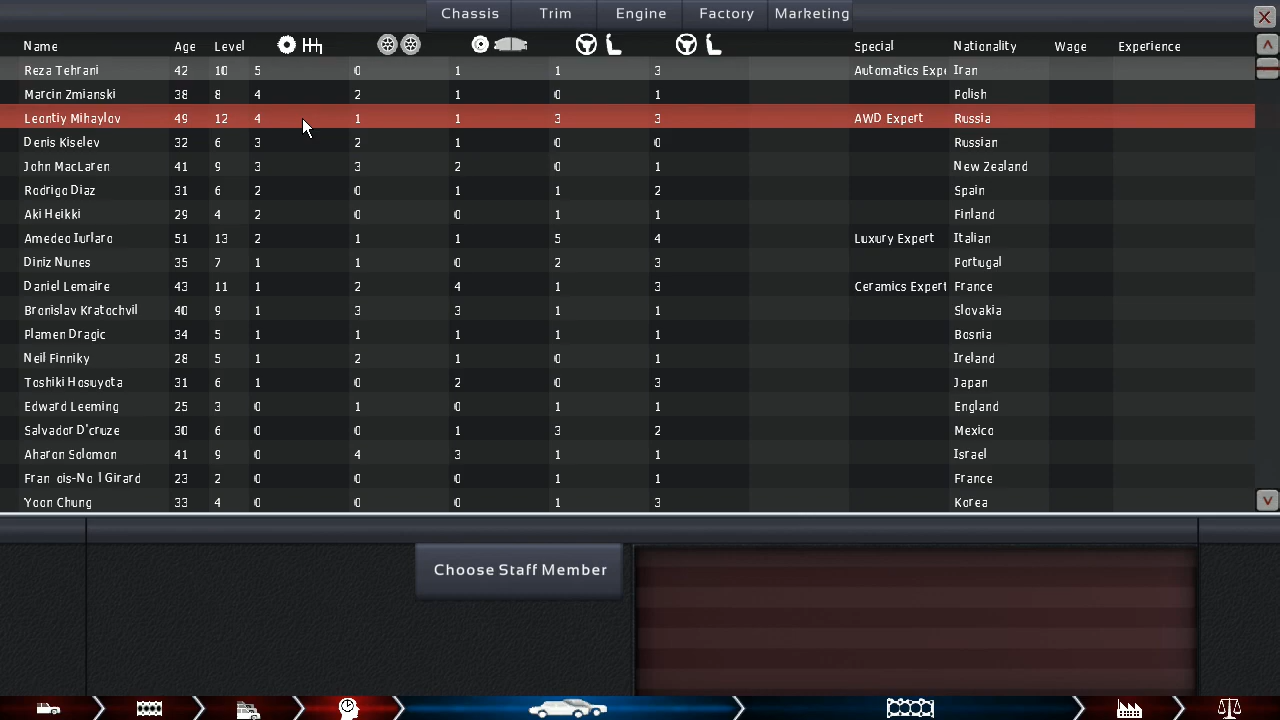 Chassis Trim Engine Factory Marketing
Name Age Level Special Nationality Wage Experience
Reza Tehrani 42 10 5 0 1 1 3 Automatics Expe Iran
Marcin Zmianski 38 8 4 2 1 0 1 Polish
Leontiy Mihaylov 49 12 4 1 1 3 3 AWD Expert Russia
Denis Kiselev 32 6 3 2 1 0 0 Russian
John MacLaren 41 9 3 3 2 0 1 New Zealand
Rodrigo Diaz 31 6 2 0 1 1 2 Spain
Aki Heikki 29 4 2 0 0 1 1 Finland
Amedeo Iurlaro 51 13 2 1 1 5 4 Luxury Expert Italian
Diniz Nunes 35 7 1 1 0 2 3 Portugal
Daniel Lemaire 43 11 1 2 4 1 3 Ceramics Expert France
Bronislav Kratochvil 40 9 1 3 3 1 1 Slovakia
Plamen Dragic 34 5 1 1 1 1 1 Bosnia
Neil Finniky 28 5 1 2 1 0 1 Ireland
Toshiki Hosuyota 31 6 1 0 2 0 3 Japan
Edward Leeming 25 3 0 1 0 1 1 England
Salvador D'cruze 30 6 0 0 1 3 2 Mexico
Aharon Solomon 41 9 0 4 3 1 1 Israel
Fran ois-No l Girard 23 2 0 0 0 1 1 France
Yoon Chung 33 4 0 0 0 1 3 Korea
Choose Staff Member